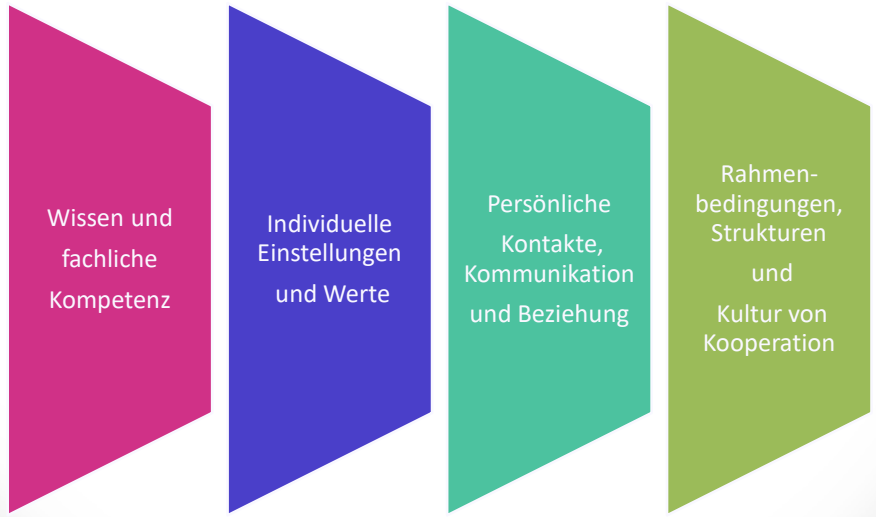 Wissen und
fachliche
Kompetenz
Individuelle
Einstellungen
und Werte
Persönliche
Kontakte,
Kommunikation
und Beziehung
Rahmen-
bedingungen,
Strukturen
und
Kultur von
Kooperation